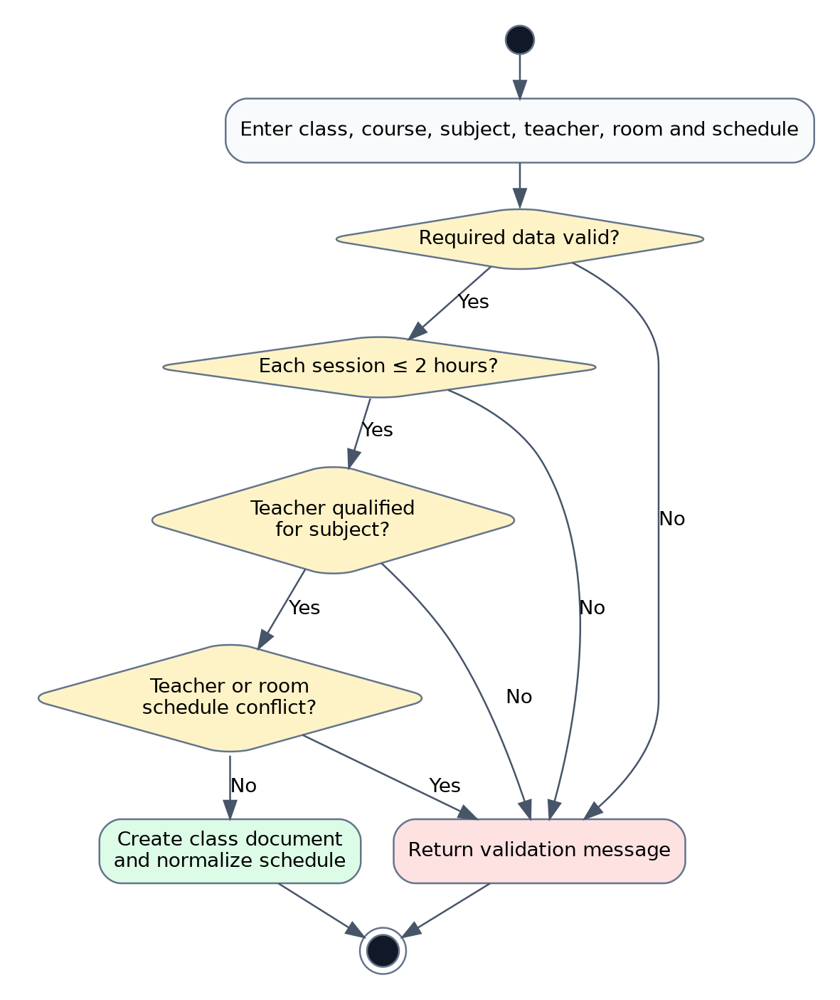 Enter class, course, subject, teacher, room and schedule
Required data valid?
Yes
Each session ≤ 2 hours?
Yes
Teacher qualified
for subject?
No
Yes
No
Teacher or room
schedule conflict?
No
No
Yes
Create class document
and normalize schedule
Return validation message